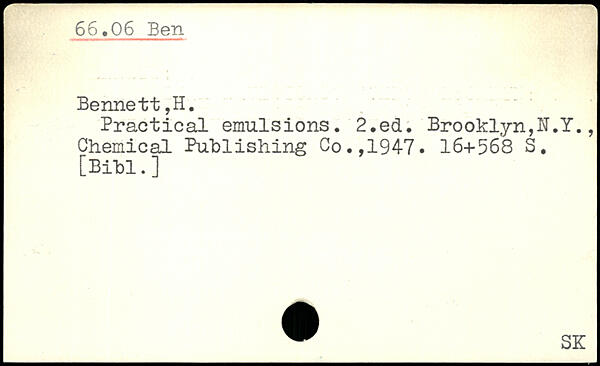 66.06 Ben
Bennett,H.
Practical emulsions. 2.ed. Brooklyn,N.Y.,
Chemical Publishing Co.,1947. 16+568 S.
[Bibl.]
SK